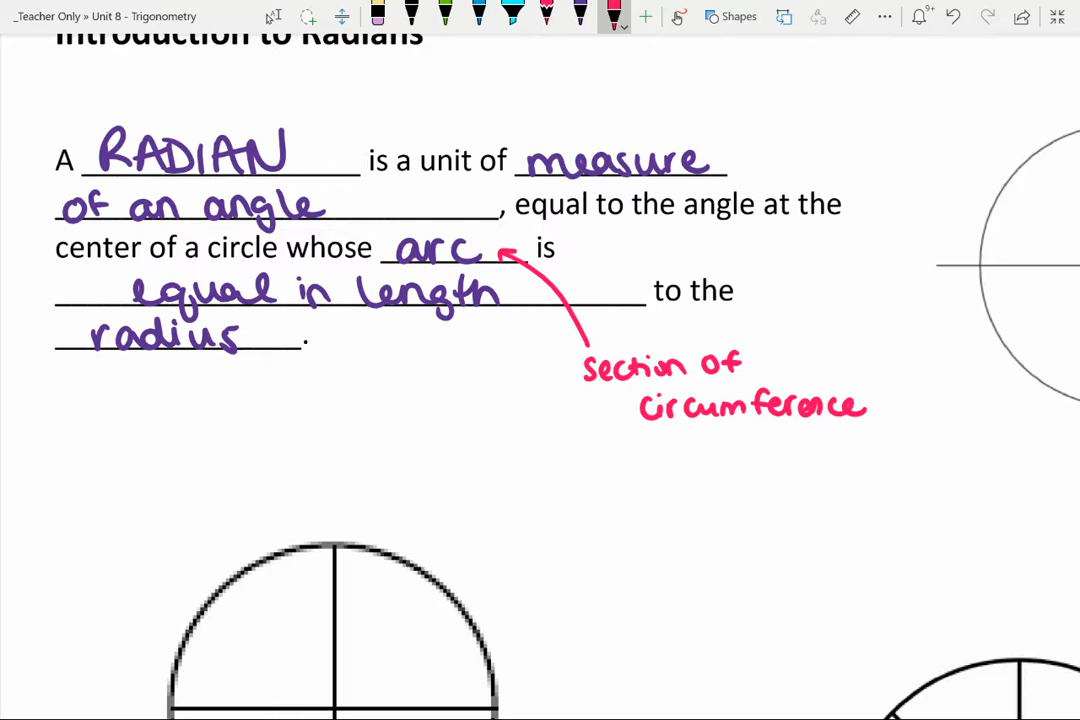 _Teacher Only » Unit 8 - Trigonometry
Shapes
9+
Introduction to Radians
A RADIAN is a unit of measure
of an angle, equal to the angle at the
center of a circle whose arc is
equal in length to the
radius.
section of
circumference